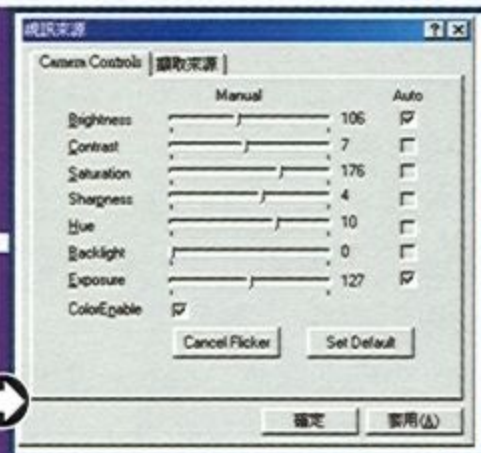 視訊來源
Camera Controls 擷取來源
Manual Auto
Brightness 106
Contrast 7
Saturation 176
Sharpness 4
Hue 10
Backlight 0
Exposure 127
ColorEnable
Cancel Flicker Set Default
確定 套用(A)